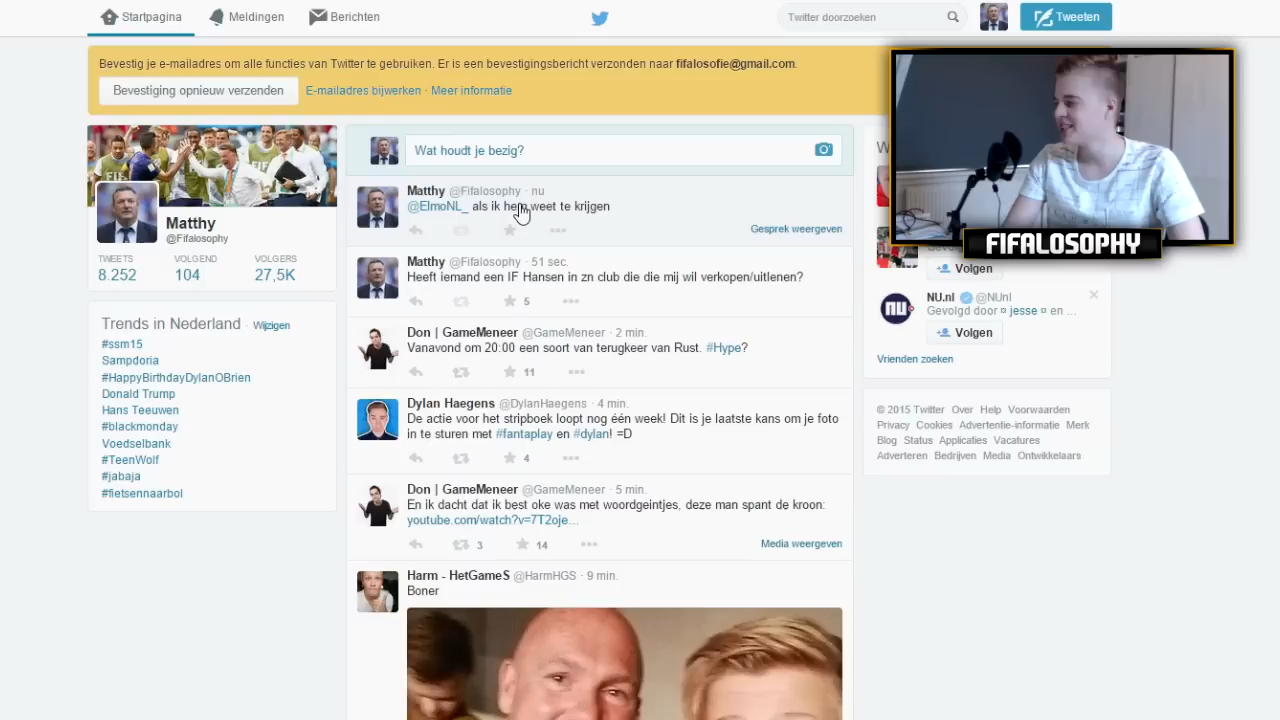 Startpagina
Meldingen
Berichten
Twitter doorzoeken
Tweeten
Bevestig je e-mailadres om alle functies van Twitter te gebruiken. Er is een bevestigingsbericht verzonden naar fifalosofie@gmail.com.
Bevestiging opnieuw verzenden
E-mailadres bijwerken · Meer informatie
FIFALOSOPHY
Matthy
@Fifalosophy
TWEETS
VOLGEND
VOLGERS
8.252
104
27,5K
Trends in Nederland · Wijzigen
#ssm15
Sampdoria
#HappyBirthdayDylanOBrien
Donald Trump
Hans Teeuwen
#blackmonday
Voedselbank
#TeenWolf
#jabaja
#fietsennaarbol
Wat houdt je bezig?
Matthy @Fifalosophy · nu
@ElmoNL_ als ik hem weet te krijgen
Gesprek weergeven
Matthy @Fifalosophy · 51 sec.
Heeft iemand een IF Hansen in zn club die die mij wil verkopen/uitlenen?
5
Don | GameMeneer @GameMeneer · 2 min.
Vanavond om 20:00 een soort van terugkeer van Rust. #Hype?
11
Dylan Haegens @DylanHaegens · 4 min.
De actie voor het stripboek loopt nog één week! Dit is je laatste kans om je foto
in te sturen met #fantaplay en #dylan! =D
4
Don | GameMeneer @GameMeneer · 5 min.
En ik dacht dat ik best oke was met woordgeintjes, deze man spant de kroon:
youtube.com/watch?v=7T2oje...
3
14
Media weergeven
Harm - HetGameS @HarmHGS · 9 min.
Boner
W
Volgen
NU
NU.nl @NUnl
Gevolgd door ¤ jesse ¤ en ...
Volgen
Vrienden zoeken
© 2015 Twitter Over Help Voorwaarden
Privacy Cookies Advertentie-informatie Merk
Blog Status Applicaties Vacatures
Adverteren Bedrijven Media Ontwikkelaars